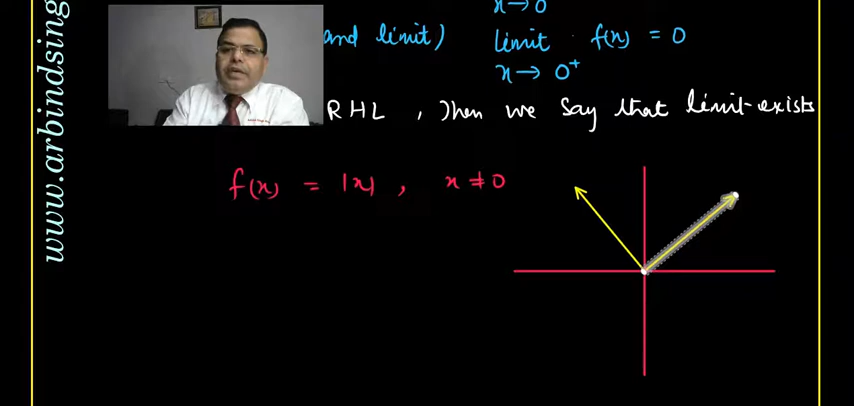 www.arbindsing
x→0
and limit)
limit f(x) = 0
x→ 0⁺
RHL , Then we say that limit exists
f(x) = |x| , x ≠ 0